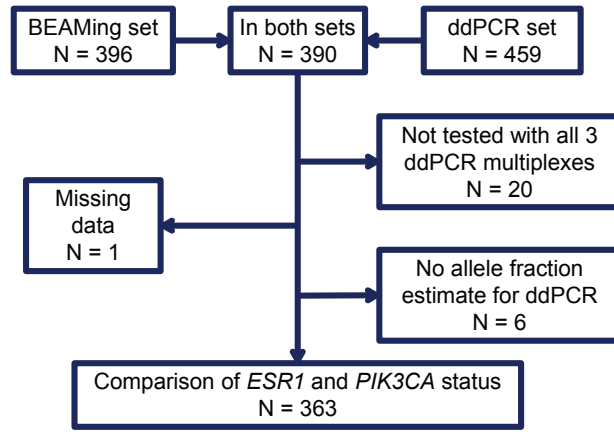 BEAMing set
N = 396
In both sets
N = 390
ddPCR set
N = 459
Not tested with all 3
ddPCR multiplexes
N = 20
Missing
data
N = 1
No allele fraction
estimate for ddPCR
N = 6
Comparison of ESR1 and PIK3CA status
N = 363